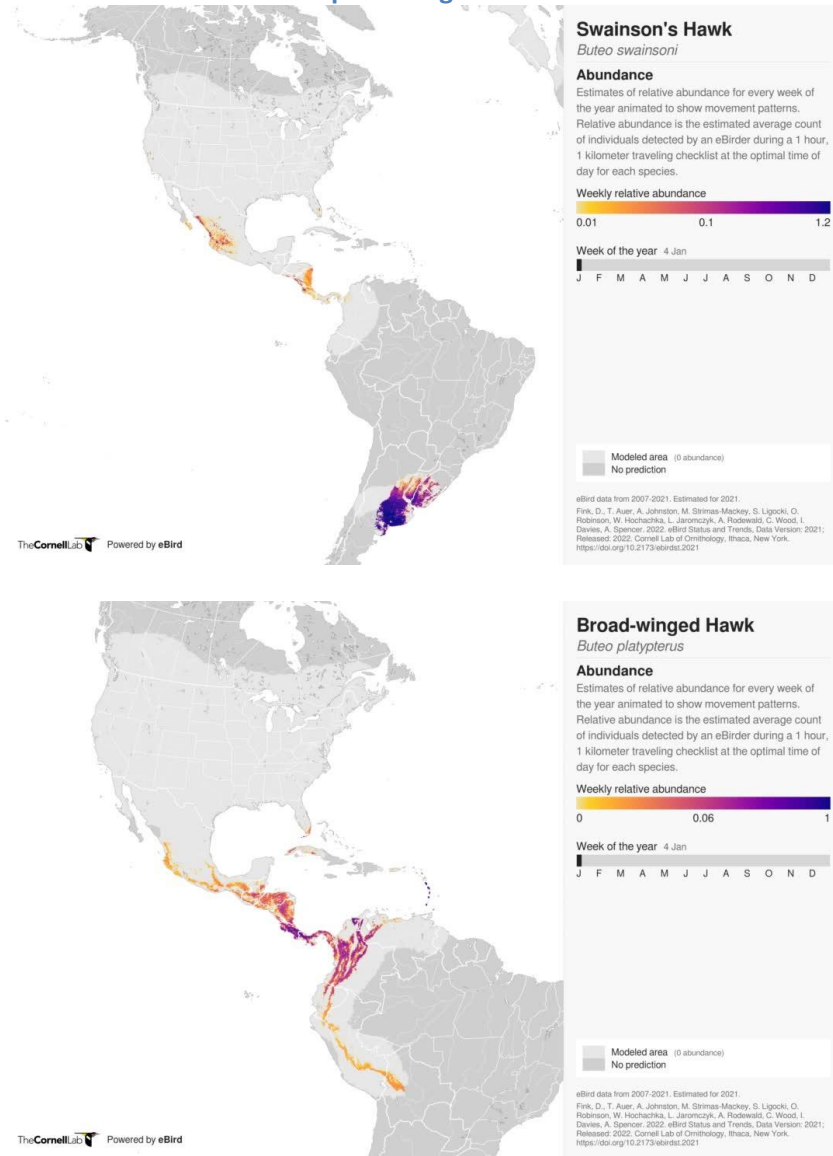 Swainson's Hawk
Buteo swainsoni
Abundance
Estimates of relative abundance for every week of
the year animated to show movement patterns.
Relative abundance is the estimated average count
of individuals detected by an eBirder during a 1 hour,
1 kilometer traveling checklist at the optimal time of
day for each species.
Weekly relative abundance
0.01 0.1 1.2
Week of the year 4 Jan
J F M A M J J A S O N D
Modeled area (0 abundance)
No prediction
eBird data from 2007-2021. Estimated for 2021.
Fink, D., T. Auer, A. Johnston, M. Strimas-Mackey, S. Ligocki, O.
Robinson, W. Hochachka, L. Jaromczyk, A. Rodewald, C. Wood, I.
Davies, A. Spencer. 2022. eBird Status and Trends, Data Version: 2021;
Released: 2022. Cornell Lab of Ornithology, Ithaca, New York.
https://doi.org/10.2173/ebirdst.2021
TheCornellLab Powered by eBird
Broad-winged Hawk
Buteo platypterus
Abundance
Estimates of relative abundance for every week of
the year animated to show movement patterns.
Relative abundance is the estimated average count
of individuals detected by an eBirder during a 1 hour,
1 kilometer traveling checklist at the optimal time of
day for each species.
Weekly relative abundance
0 0.06 1
Week of the year 4 Jan
J F M A M J J A S O N D
Modeled area (0 abundance)
No prediction
eBird data from 2007-2021. Estimated for 2021.
Fink, D., T. Auer, A. Johnston, M. Strimas-Mackey, S. Ligocki, O.
Robinson, W. Hochachka, L. Jaromczyk, A. Rodewald, C. Wood, I.
Davies, A. Spencer. 2022. eBird Status and Trends, Data Version: 2021;
Released: 2022. Cornell Lab of Ornithology, Ithaca, New York.
https://doi.org/10.2173/ebirdst.2021
TheCornellLab Powered by eBird